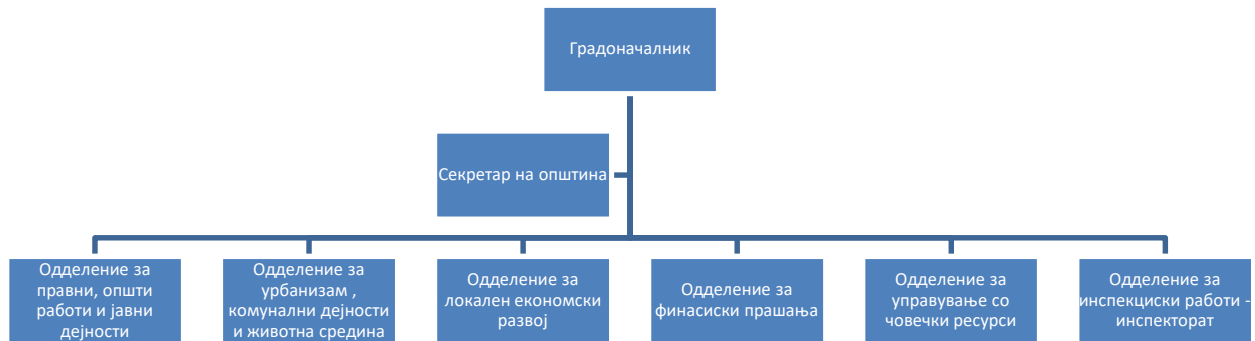 Градоначалник
Секретар на општина
Одделение за
правни, општи
работи и јавни
дејности
Одделение за
урбанизам ,
комунални дејности
и животна средина
Одделение за
локален економски
развој
Одделение за
финасиски прашања
Одделение за
управување со
човечки ресурси
Одделение за
инспекциски работи -
инспекторат